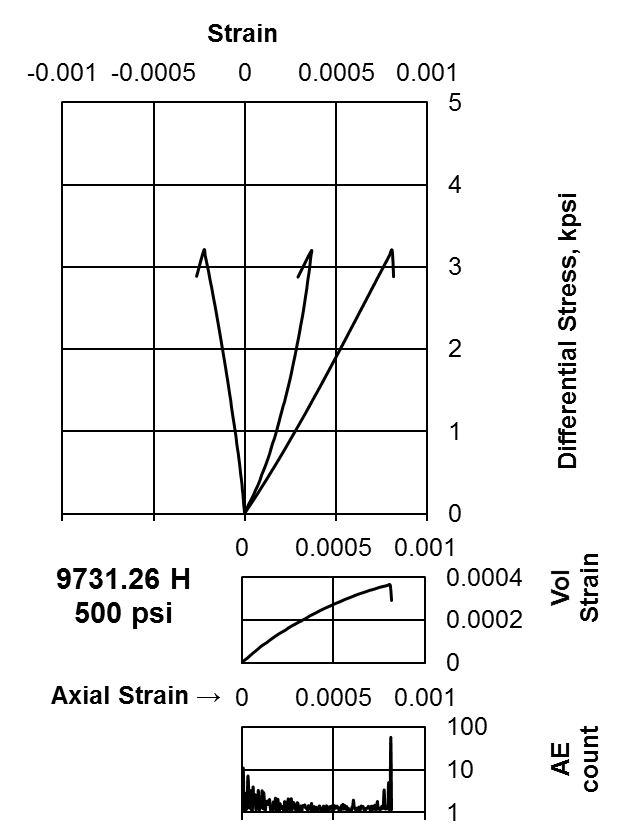 Strain
-0.001 -0.0005 0 0.0005 0.001
5
4
3
2
1
0
Differential Stress, kpsi
0 0.0005 0.001
9731.26 H
500 psi
0.0004
0.0002
0
Vol
Strain
Axial Strain → 0 0.0005 0.001
100
10
1
AE
count